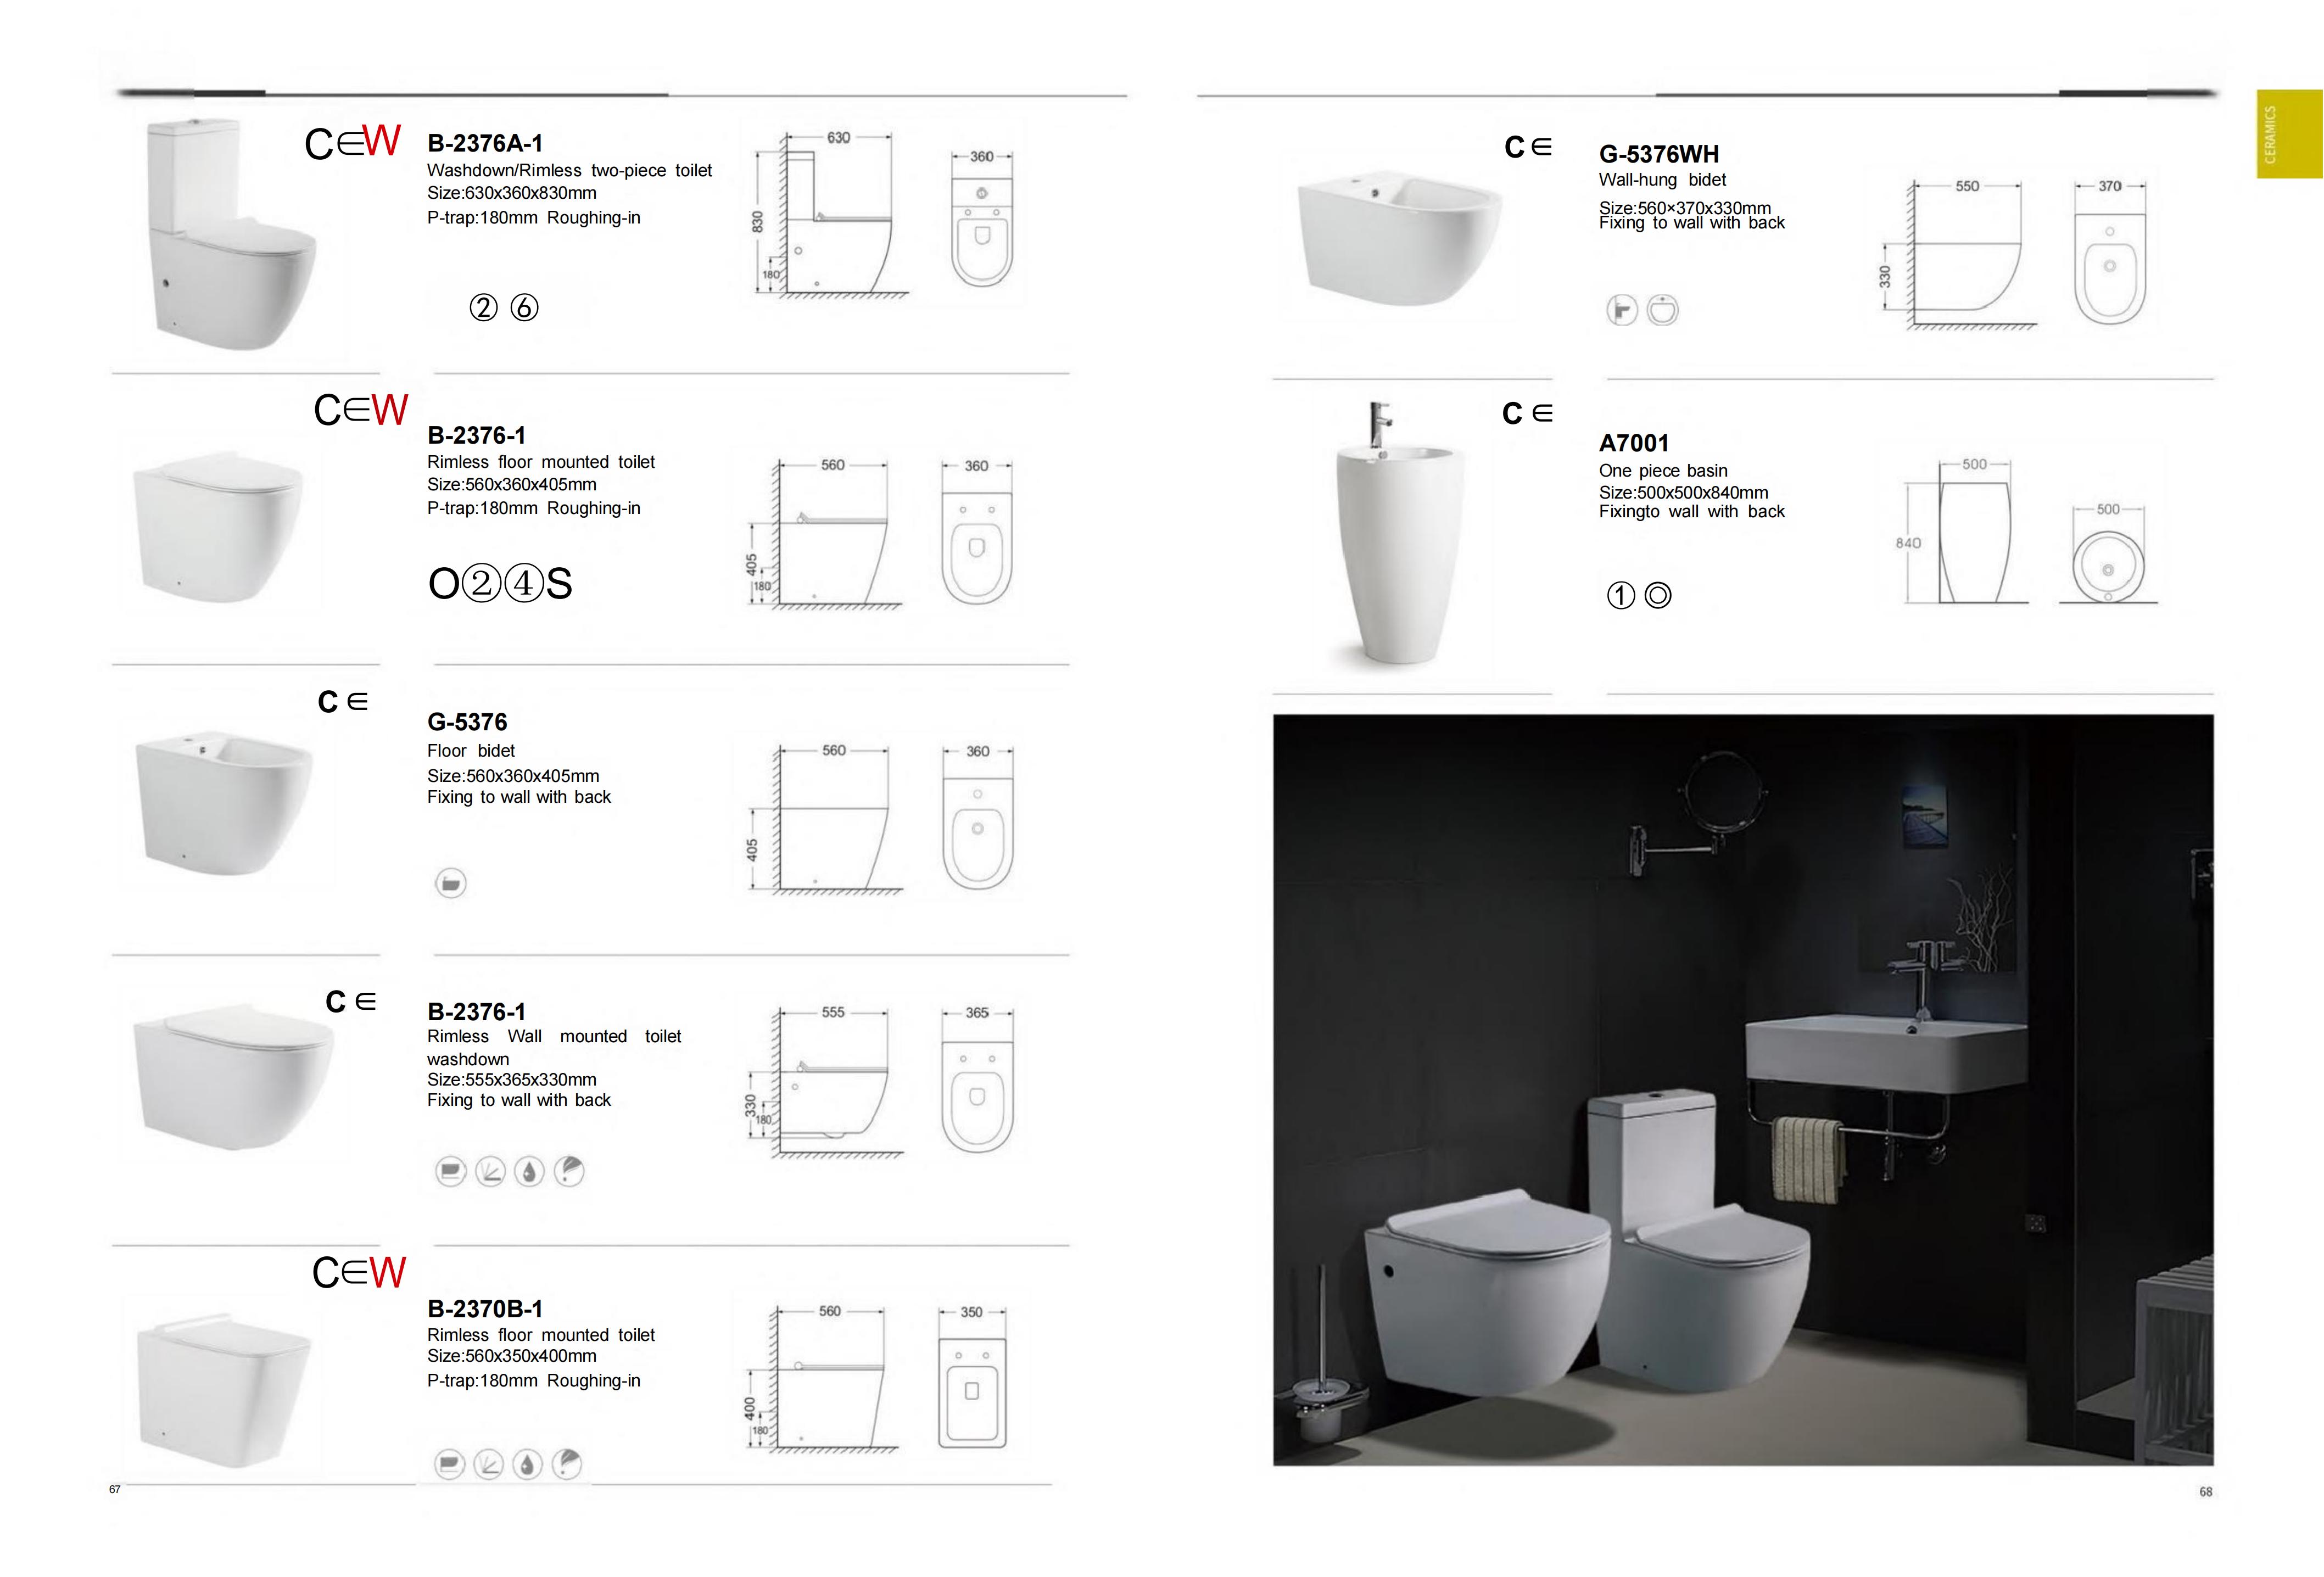 CERAMICS
C∈W
B-2376A-1
Washdown/Rimless two-piece toilet
Size:630x360x830mm
P-trap:180mm Roughing-in
② ⑥
630
360
830
180
C∈W
B-2376-1
Rimless floor mounted toilet
Size:560x360x405mm
P-trap:180mm Roughing-in
O②④S
560
360
405
180
C ∈
G-5376
Floor bidet
Size:560x360x405mm
Fixing to wall with back
560
360
405
C ∈
B-2376-1
Rimless Wall mounted toilet
washdown
Size:555x365x330mm
Fixing to wall with back
555
365
330
180
C∈W
B-2370B-1
Rimless floor mounted toilet
Size:560x350x400mm
P-trap:180mm Roughing-in
560
350
400
180
67
C ∈
G-5376WH
Wall-hung bidet
Size:560×370x330mm
Fixing to wall with back
550
370
330
C ∈
A7001
One piece basin
Size:500x500x840mm
Fixingto wall with back
① ◎
500
500
840
68